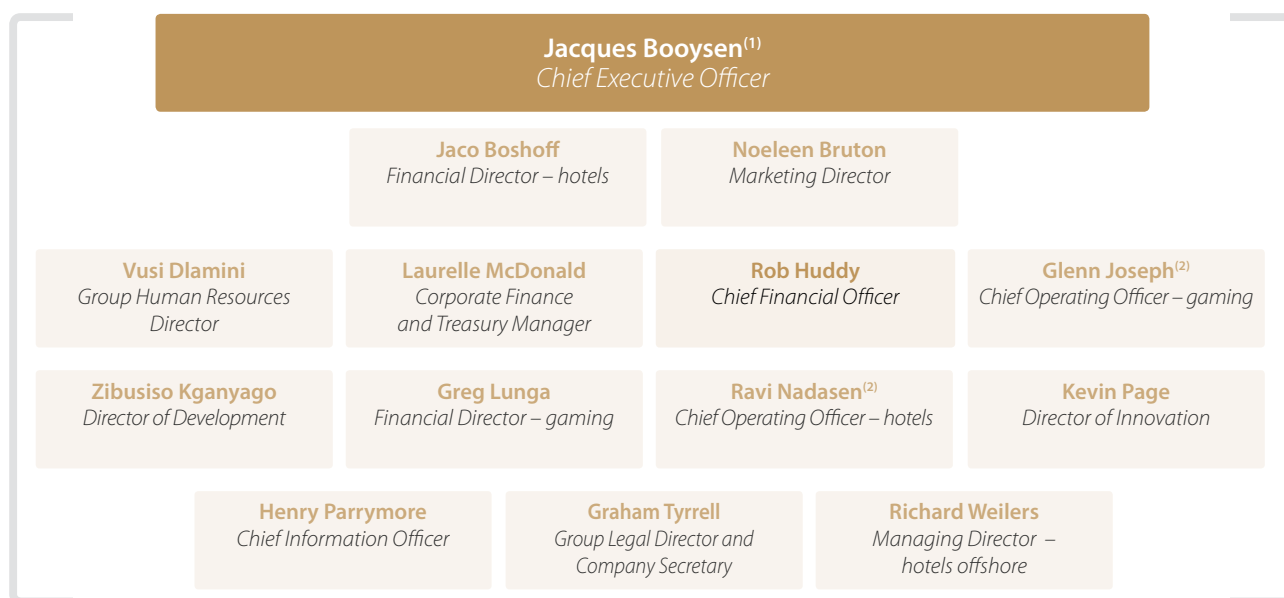 Jacques Booysen(1)
Chief Executive Officer
Jaco Boshoff
Financial Director – hotels
Noeleen Bruton
Marketing Director
Vusi Dlamini
Group Human Resources
Director
Laurelle McDonald
Corporate Finance
and Treasury Manager
Rob Huddy
Chief Financial Officer
Glenn Joseph(2)
Chief Operating Officer – gaming
Zibusiso Kganyago
Director of Development
Greg Lunga
Financial Director – gaming
Ravi Nadasen(2)
Chief Operating Officer – hotels
Kevin Page
Director of Innovation
Henry Parrymore
Chief Information Officer
Graham Tyrrell
Group Legal Director and
Company Secretary
Richard Weilers
Managing Director –
hotels offshore